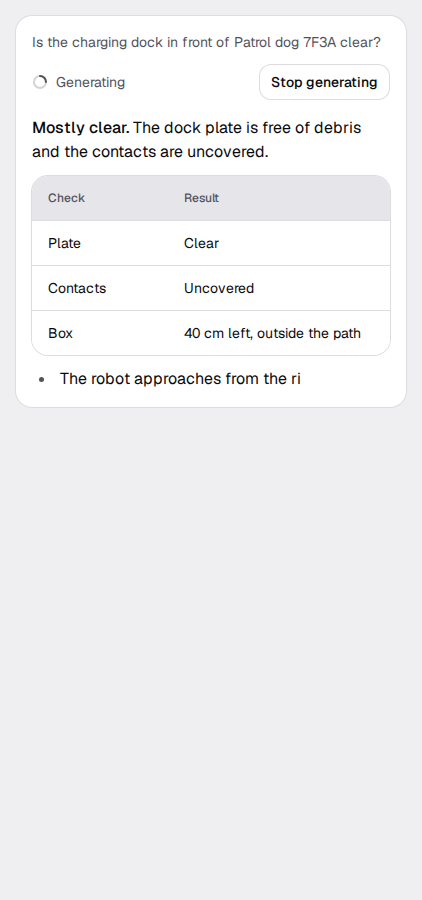 Is the charging dock in front of Patrol dog 7F3A clear?
Generating
Stop generating
Mostly clear. The dock plate is free of debris
and the contacts are uncovered.
Check Result
Plate Clear
Contacts Uncovered
Box 40 cm left, outside the path
• The robot approaches from the ri